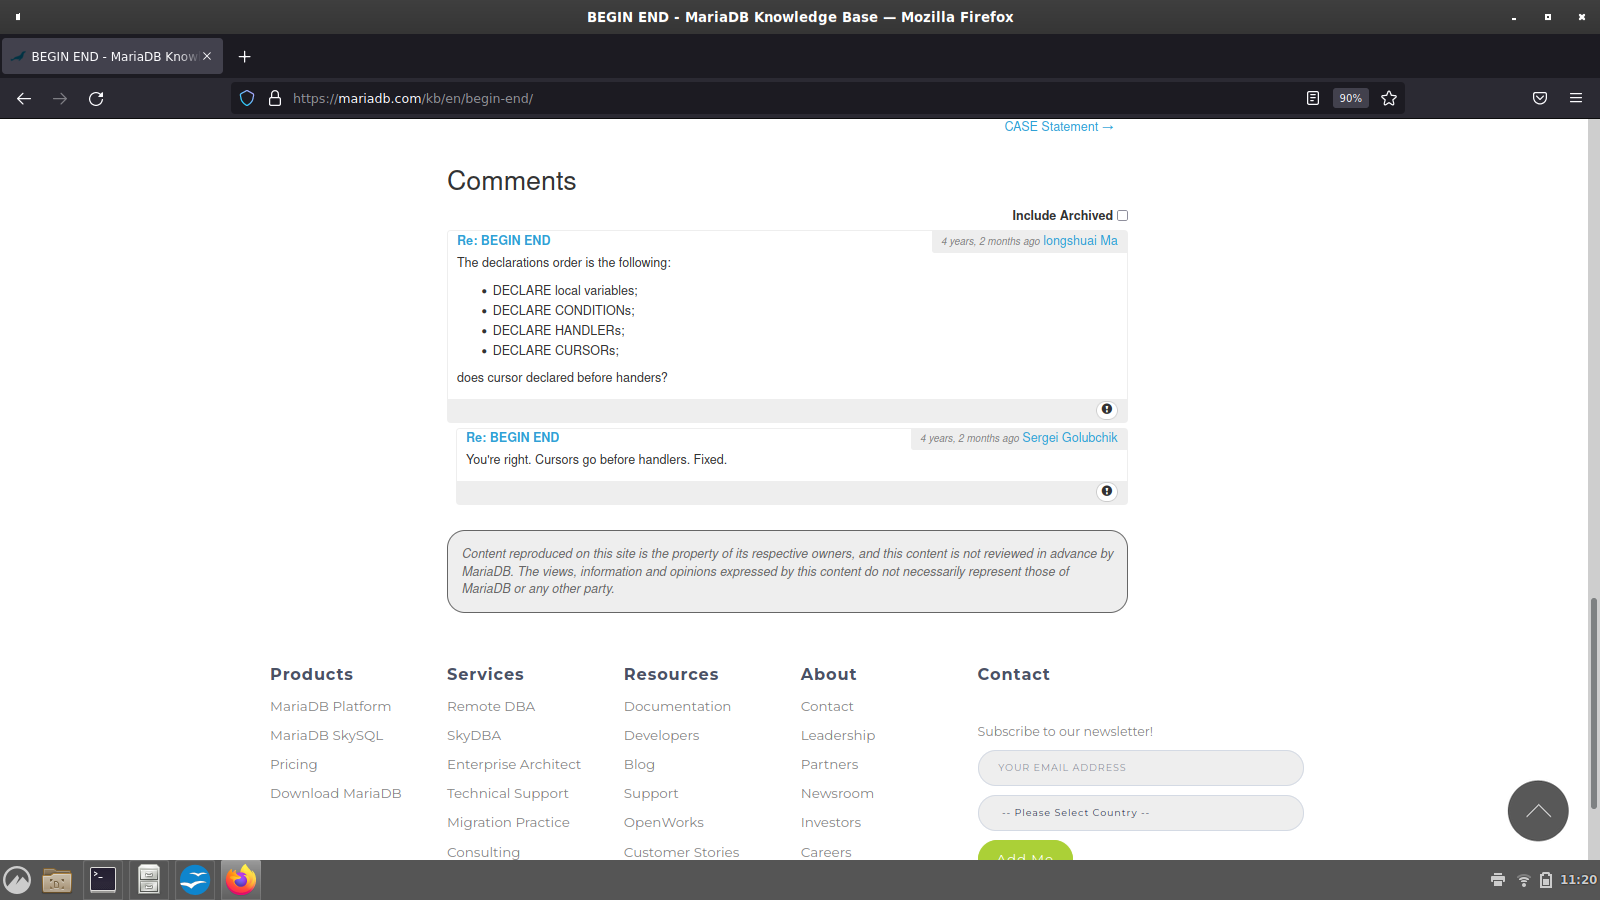 BEGIN END - MariaDB Knowledge Base — Mozilla Firefox
BEGIN END - MariaDB Know
https://mariadb.com/kb/en/begin-end/
90%
CASE Statement →
Comments
Include Archived
Re: BEGIN END
4 years, 2 months ago longshuai Ma
The declarations order is the following:
• DECLARE local variables;
• DECLARE CONDITIONs;
• DECLARE HANDLERs;
• DECLARE CURSORs;
does cursor declared before handers?
Re: BEGIN END
4 years, 2 months ago Sergei Golubchik
You're right. Cursors go before handlers. Fixed.
Content reproduced on this site is the property of its respective owners, and this content is not reviewed in advance by
MariaDB. The views, information and opinions expressed by this content do not necessarily represent those of
MariaDB or any other party.
Products
MariaDB Platform
MariaDB SkySQL
Pricing
Download MariaDB
Services
Remote DBA
SkyDBA
Enterprise Architect
Technical Support
Migration Practice
Consulting
Resources
Documentation
Developers
Blog
Support
OpenWorks
Customer Stories
About
Contact
Leadership
Partners
Newsroom
Investors
Careers
Contact
Subscribe to our newsletter!
YOUR EMAIL ADDRESS
-- Please Select Country --
Add Me
11:20